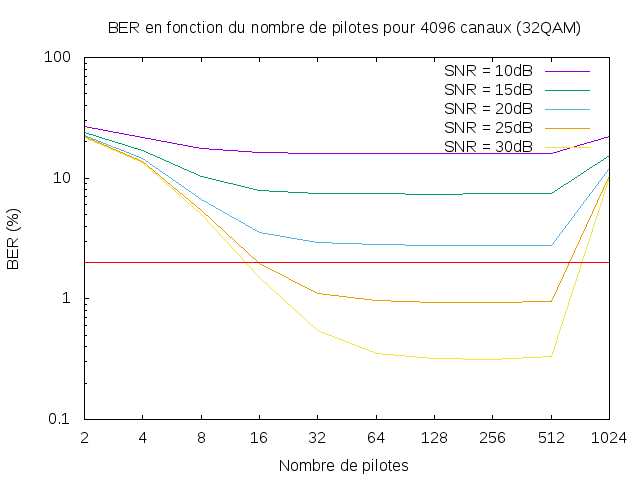 BER en fonction du nombre de pilotes pour 4096 canaux (32QAM)
100
10
1
0.1
BER (%)
SNR = 10dB
SNR = 15dB
SNR = 20dB
SNR = 25dB
SNR = 30dB
2 4 8 16 32 64 128 256 512 1024
Nombre de pilotes